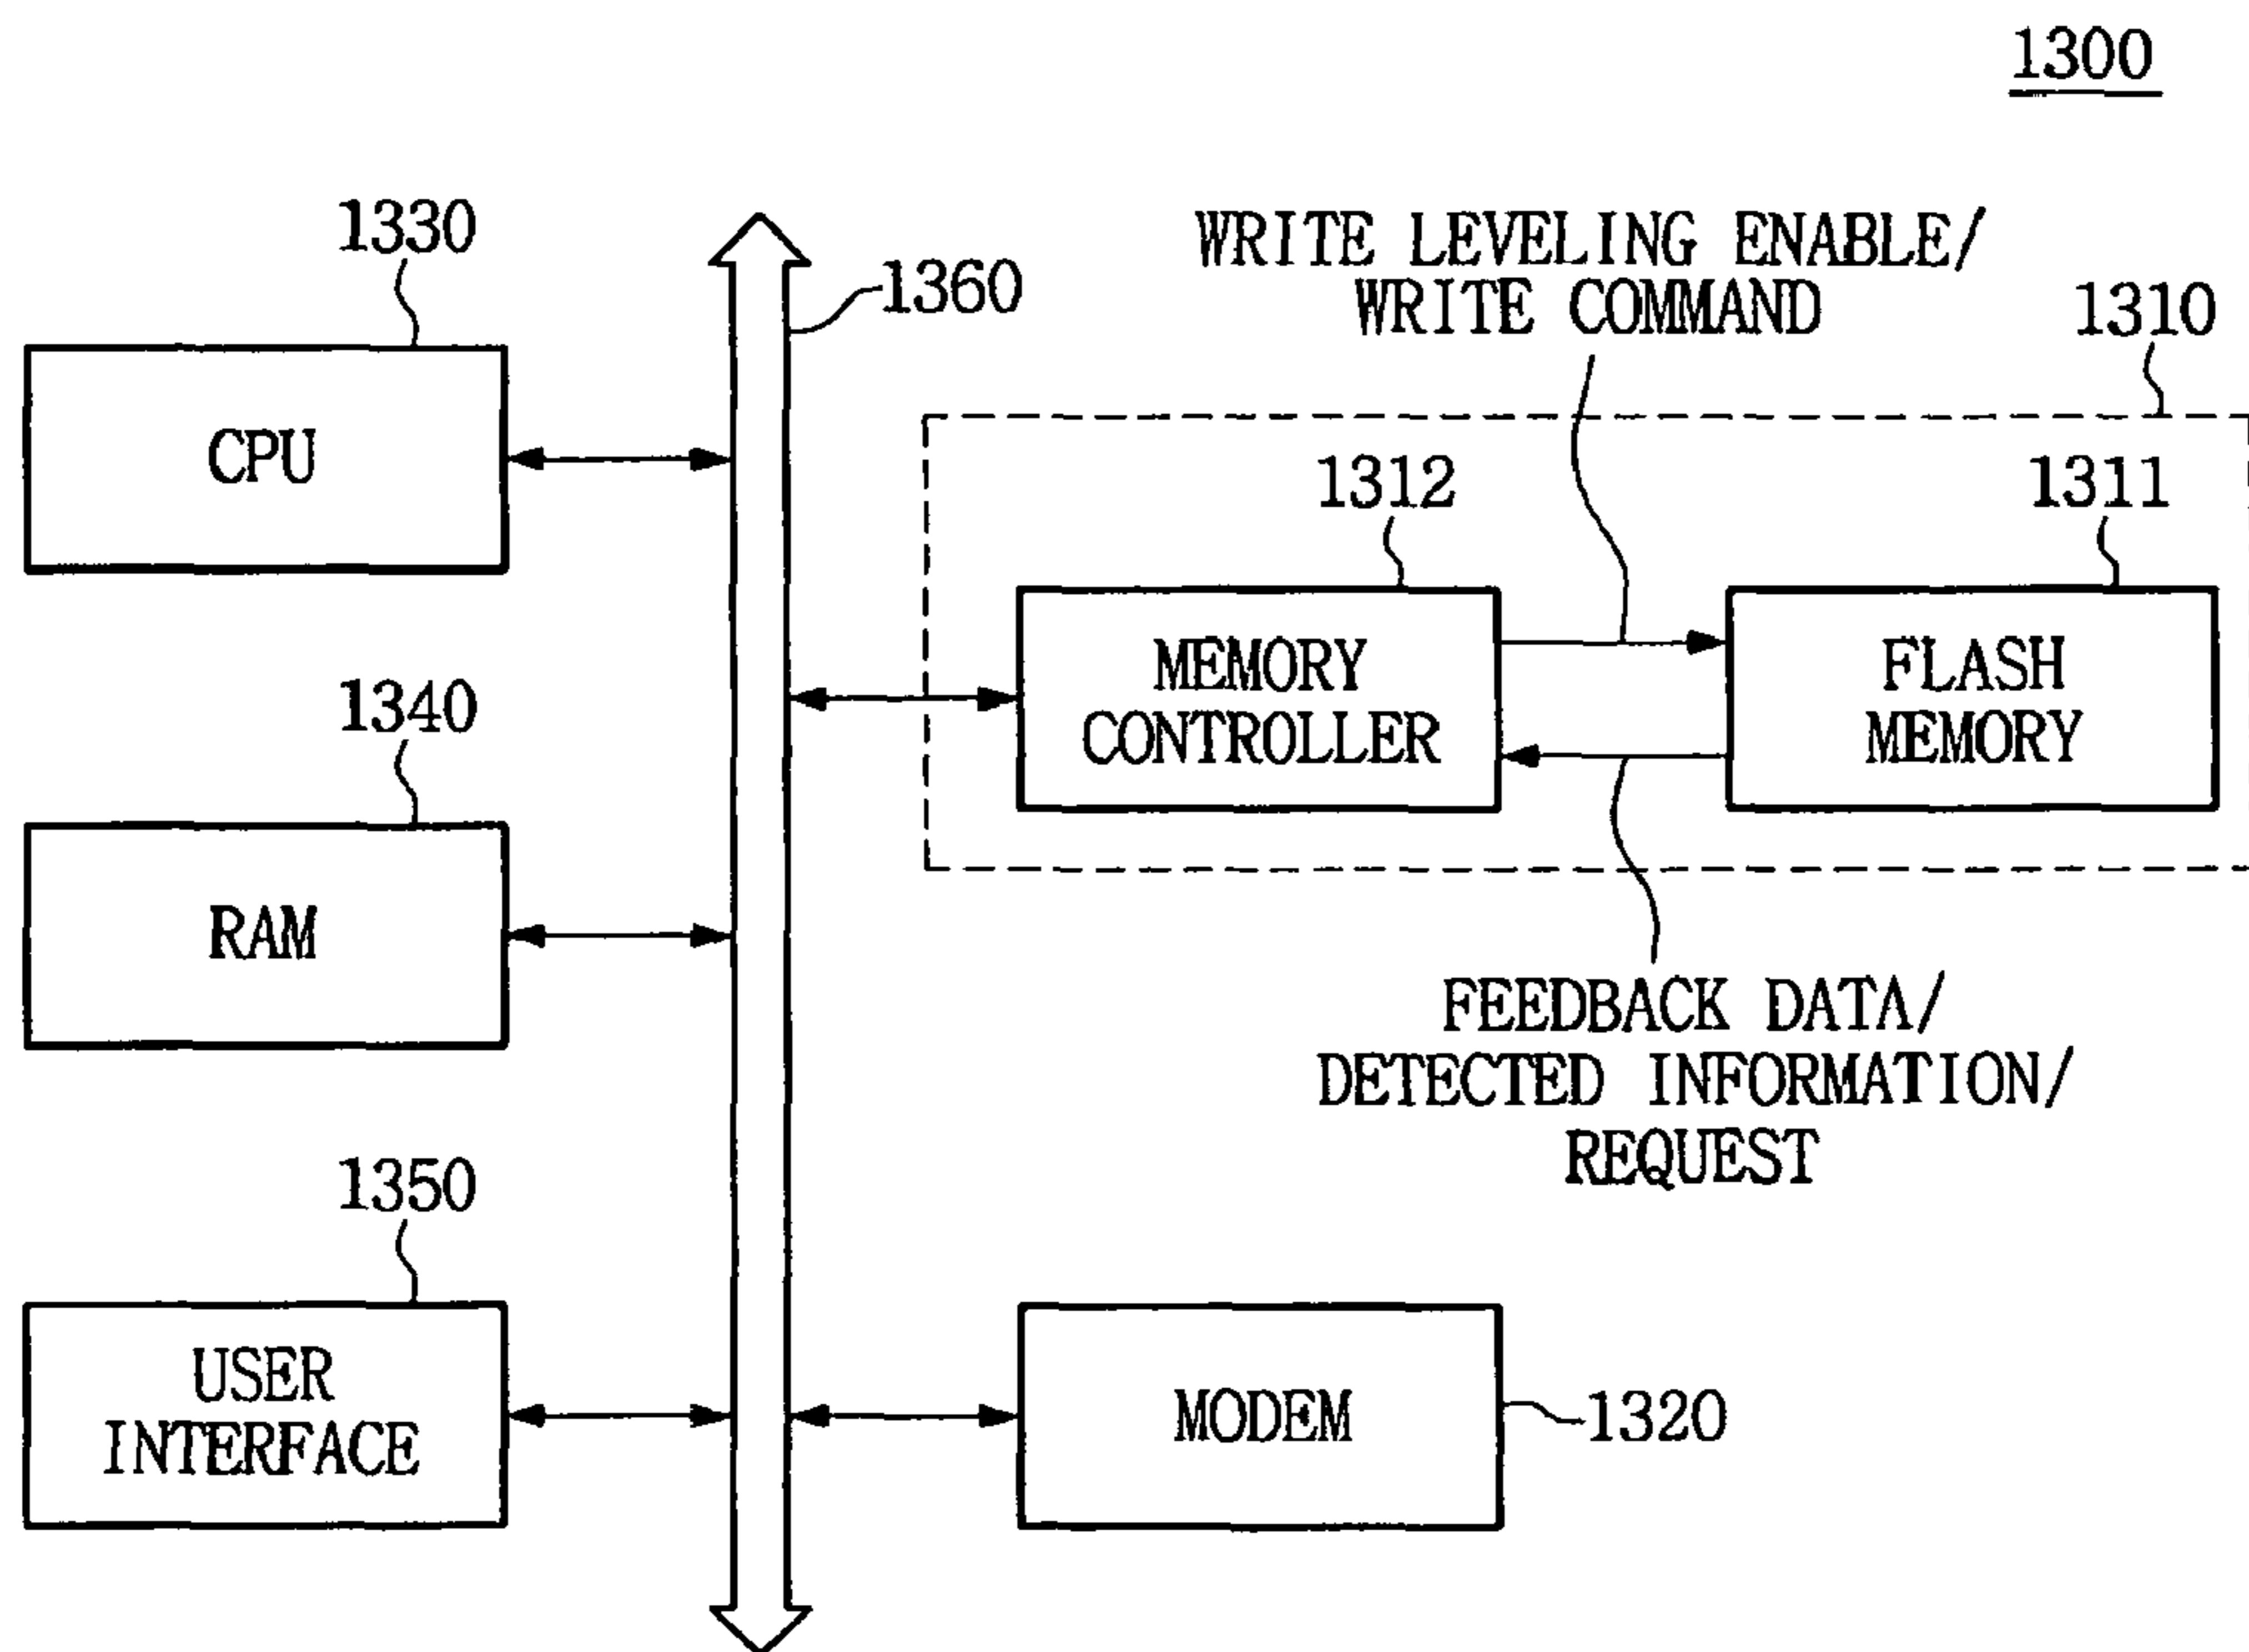 1300
1330
1360
WRITE LEVELING ENABLE/
WRITE COMMAND
1310
CPU
1312
1311
MEMORY
CONTROLLER
FLASH
MEMORY
1340
RAM
FEEDBACK DATA/
DETECTED INFORMATION/
REQUEST
1350
USER
INTERFACE
MODEM
1320